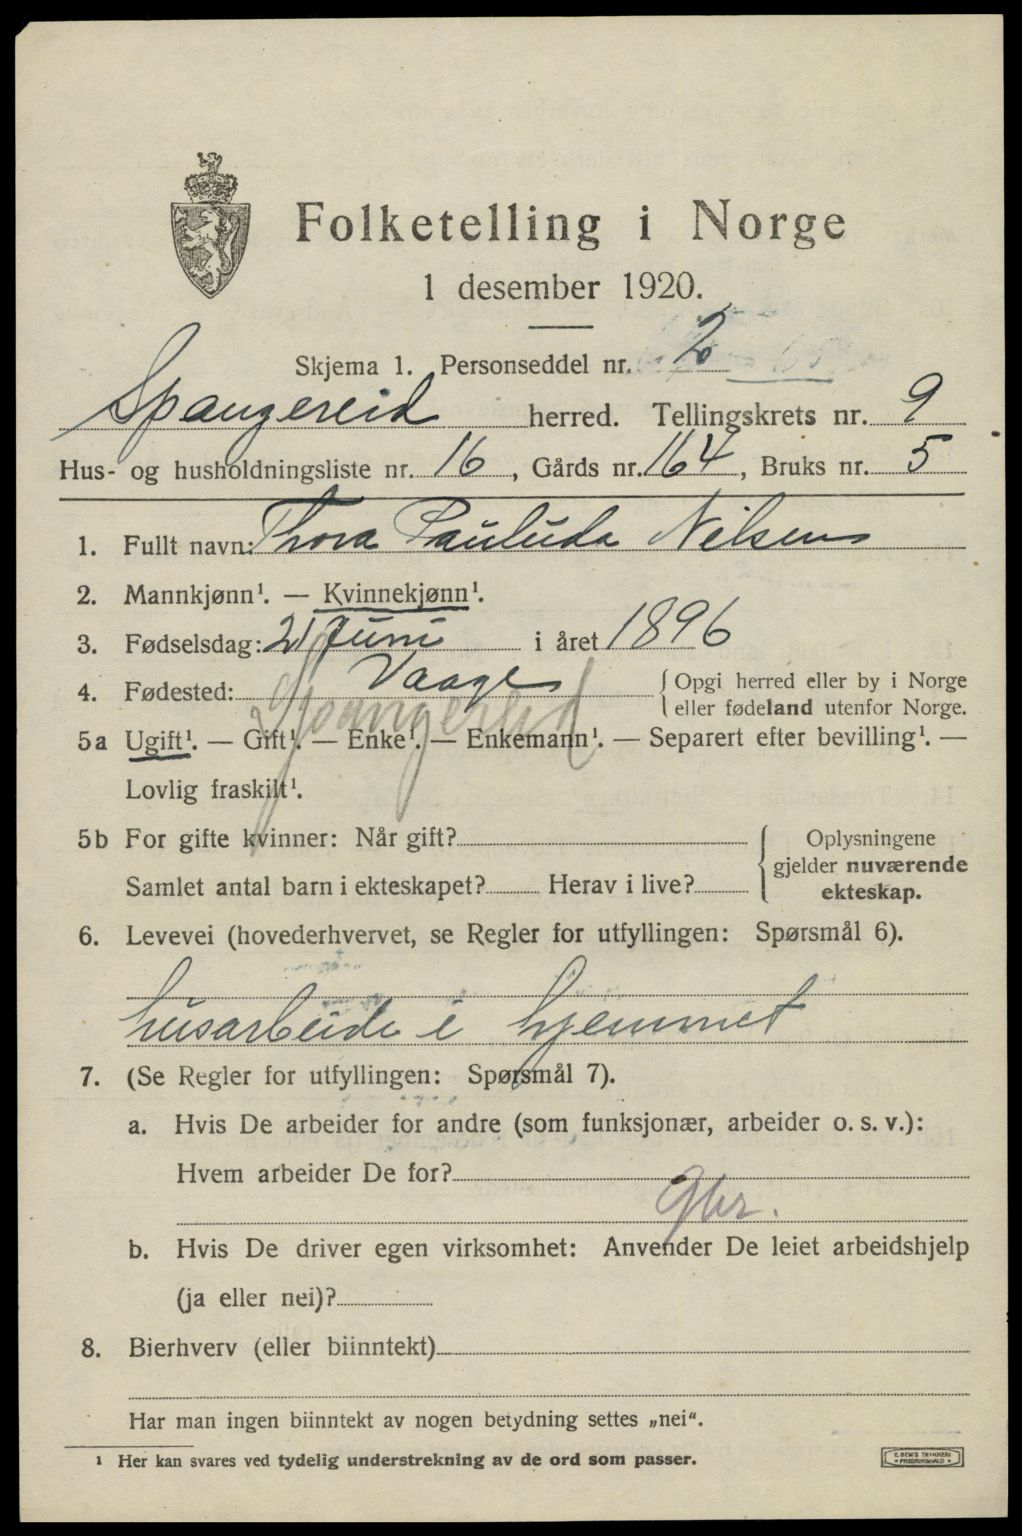 Folketelling i Norge
1 desember 1920.
Skjema 1. Personseddel nr. 2
Spangereid herred. Tellingskrets nr. 9
Hus- og husholdningsliste nr. 16, Gårds nr. 164, Bruks nr. 5
1. Fullt navn: Thora Pauluda Nilsen
2. Mannkjønn¹. — Kvinnekjønn¹.
3. Fødselsdag: 21 Juni i året 1896
4. Fødested: Vaage { Opgi herred eller by i Norge
eller fødeland utenfor Norge.
Spangereid
5a Ugift¹. — Gift¹. — Enke¹. — Enkemann¹. — Separert efter bevilling¹. —
Lovlig fraskilt¹.
5b For gifte kvinner: Når gift?
Samlet antal barn i ekteskapet? Herav i live?
{ Oplysningene
gjelder nuværende
ekteskap.
6. Levevei (hovederhvervet, se Regler for utfyllingen: Spørsmål 6).
husarbeide i hjemmet
7. (Se Regler for utfyllingen: Spørsmål 7).
a. Hvis De arbeider for andre (som funksjonær, arbeider o. s. v.):
Hvem arbeider De for?
Gbr.
b. Hvis De driver egen virksomhet: Anvender De leiet arbeidshjelp
(ja eller nei)?
8. Bierhverv (eller biinntekt)
Har man ingen biinntekt av nogen betydning settes „nei“.
¹ Her kan svares ved tydelig understrekning av de ord som passer.